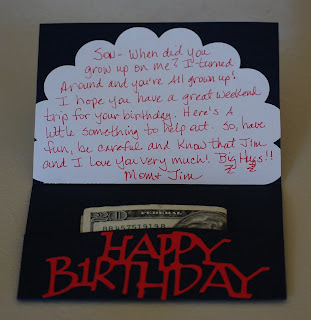 Son- When did you
grow up on me? I turned
Around and you're All grown up!
I hope you have a great weekend
trip for your birthday. Here's A
little something to help out. So, have
fun, be careful and know that Jim
and I Love you very much! Big Hugs!!
Mom & Jim
20 FEDERAL
HAPPY
BIRTHDAY